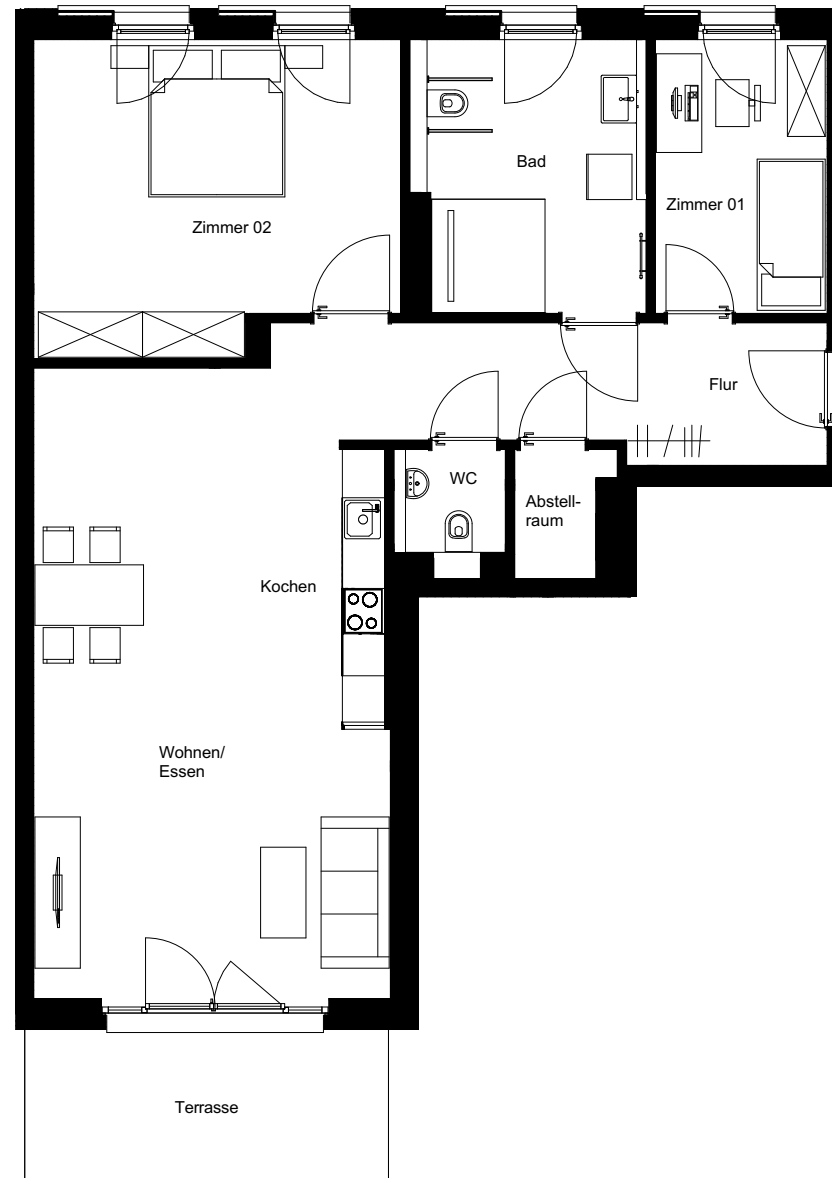 Bad
Zimmer 01
Zimmer 02
Flur
WC
Abstell-
raum
Kochen
Wohnen/
Essen
Terrasse